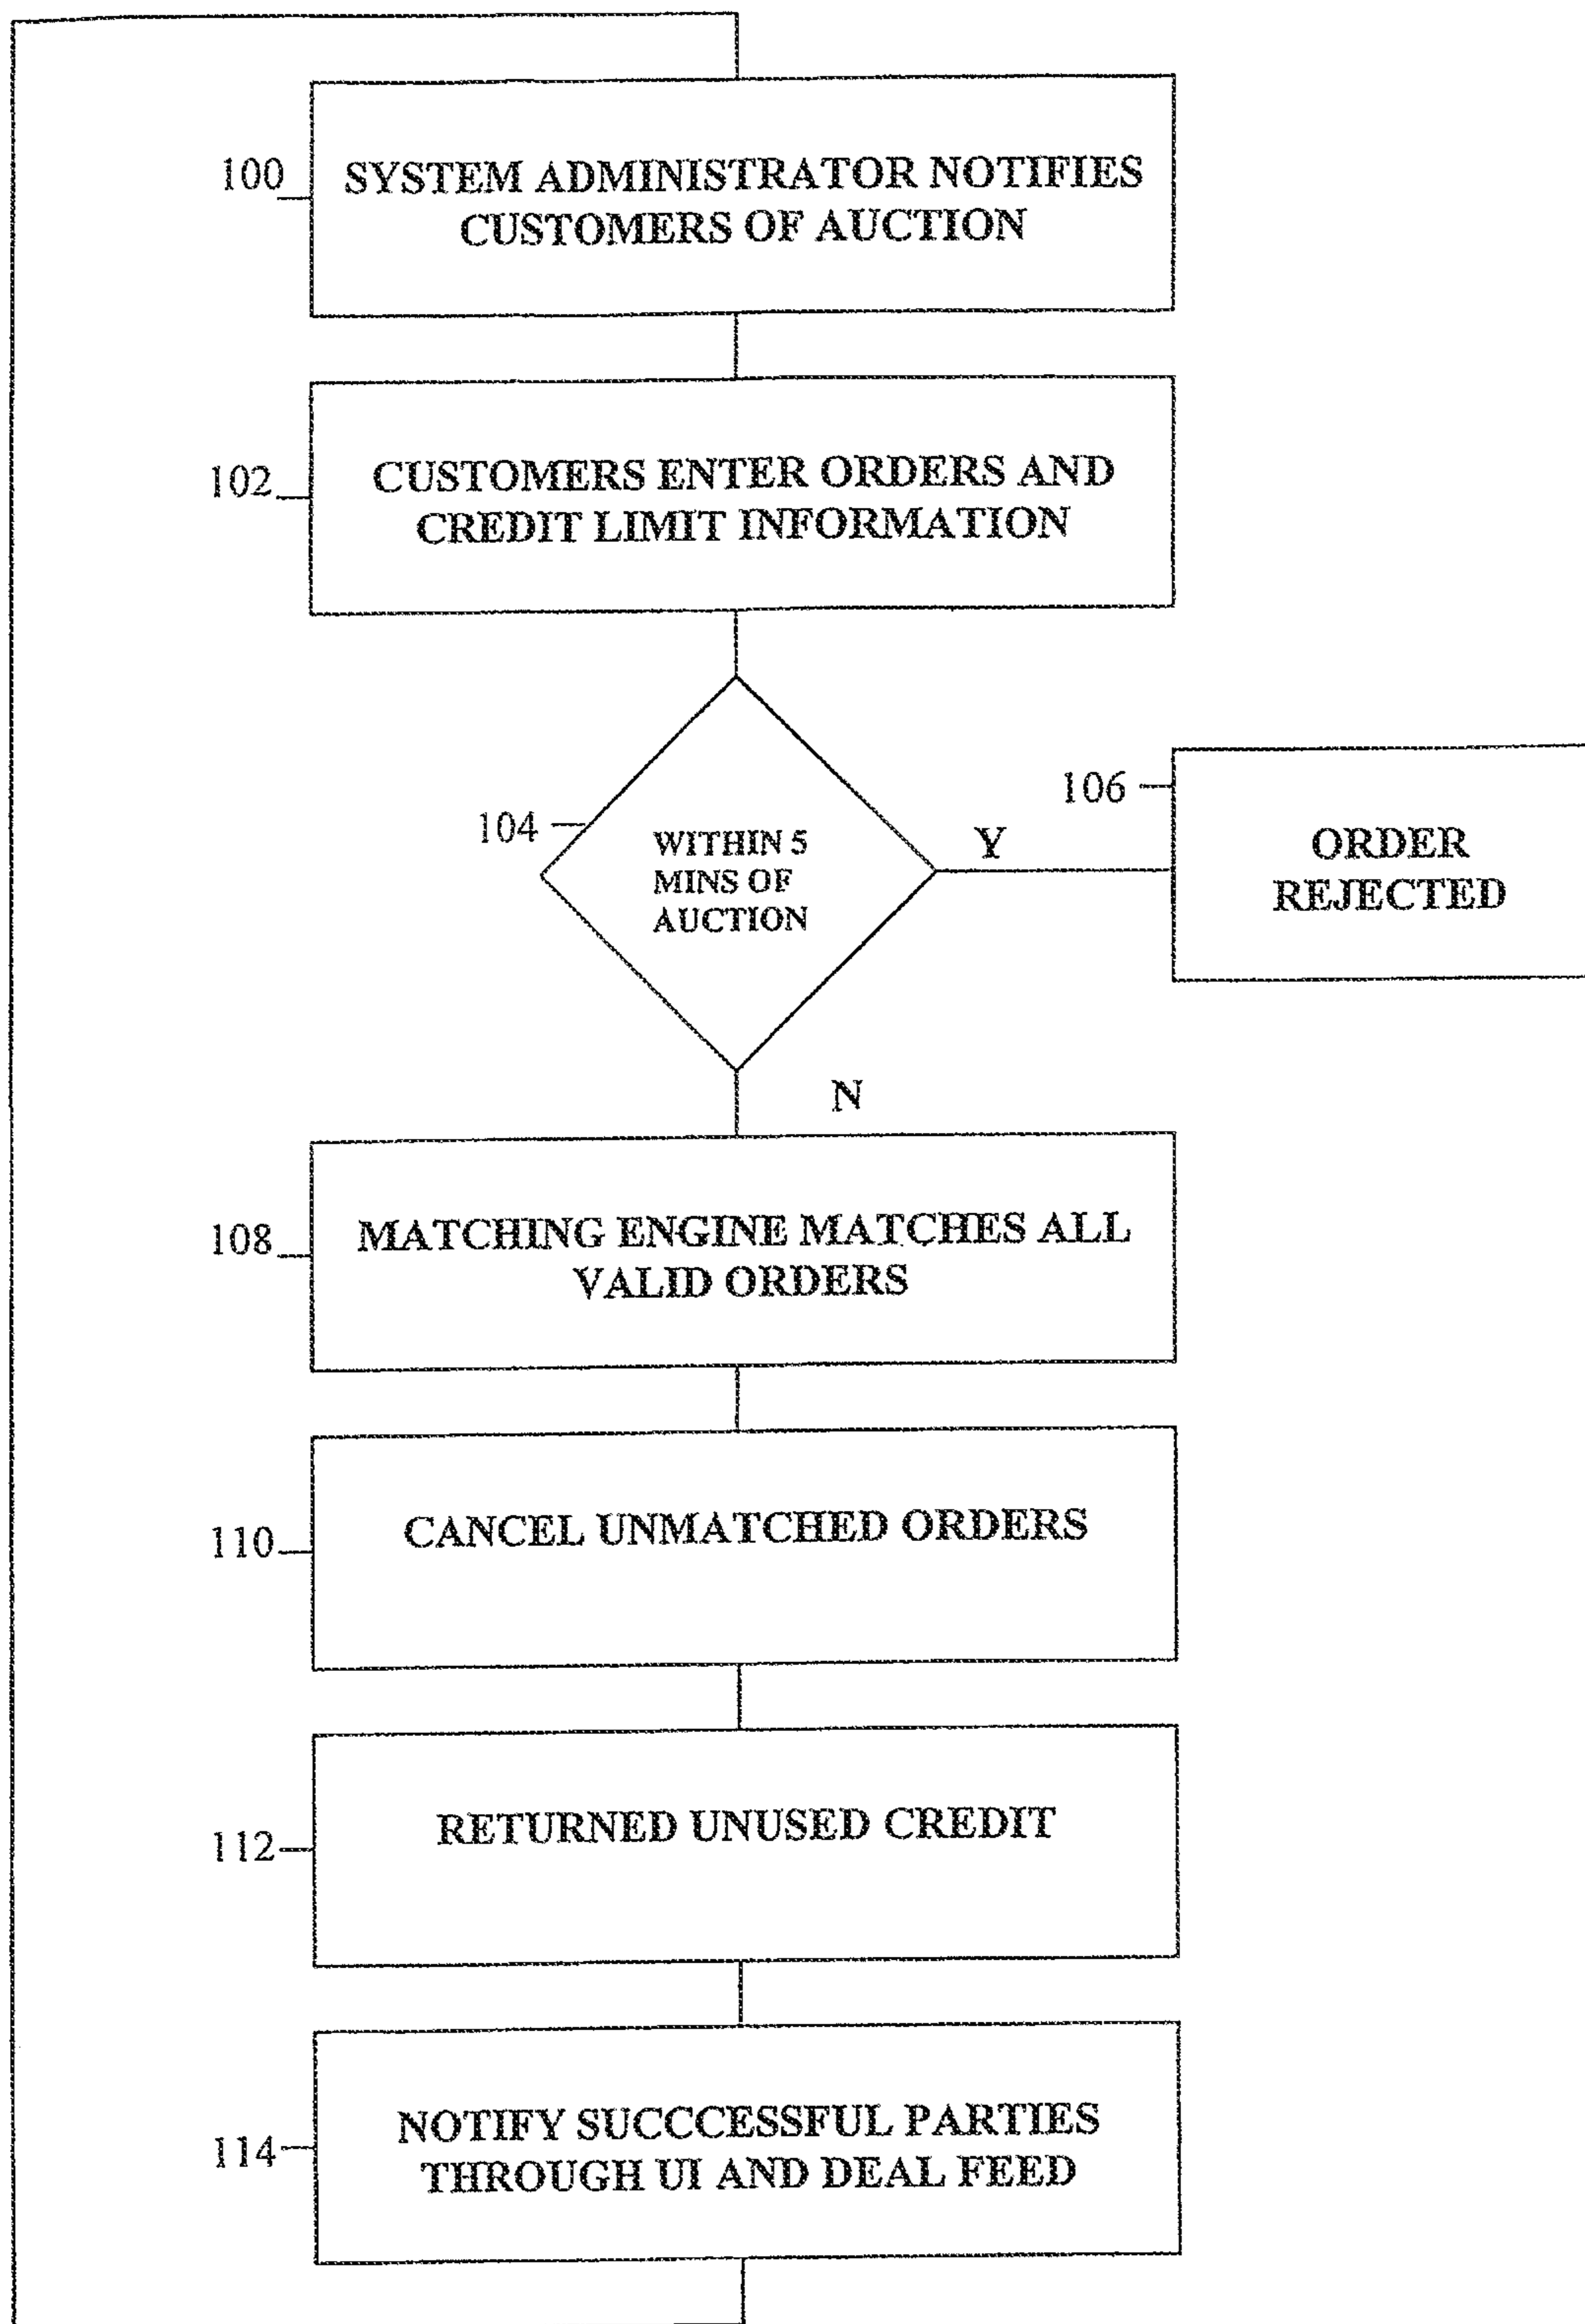 100
SYSTEM ADMINISTRATOR NOTIFIES
CUSTOMERS OF AUCTION
102
CUSTOMERS ENTER ORDERS AND
CREDIT LIMIT INFORMATION
104
WITHIN 5
MINS OF
AUCTION
Y
106
ORDER
REJECTED
N
108
MATCHING ENGINE MATCHES ALL
VALID ORDERS
110
CANCEL UNMATCHED ORDERS
112
RETURNED UNUSED CREDIT
114
NOTIFY SUCCCESSFUL PARTIES
THROUGH UI AND DEAL FEED